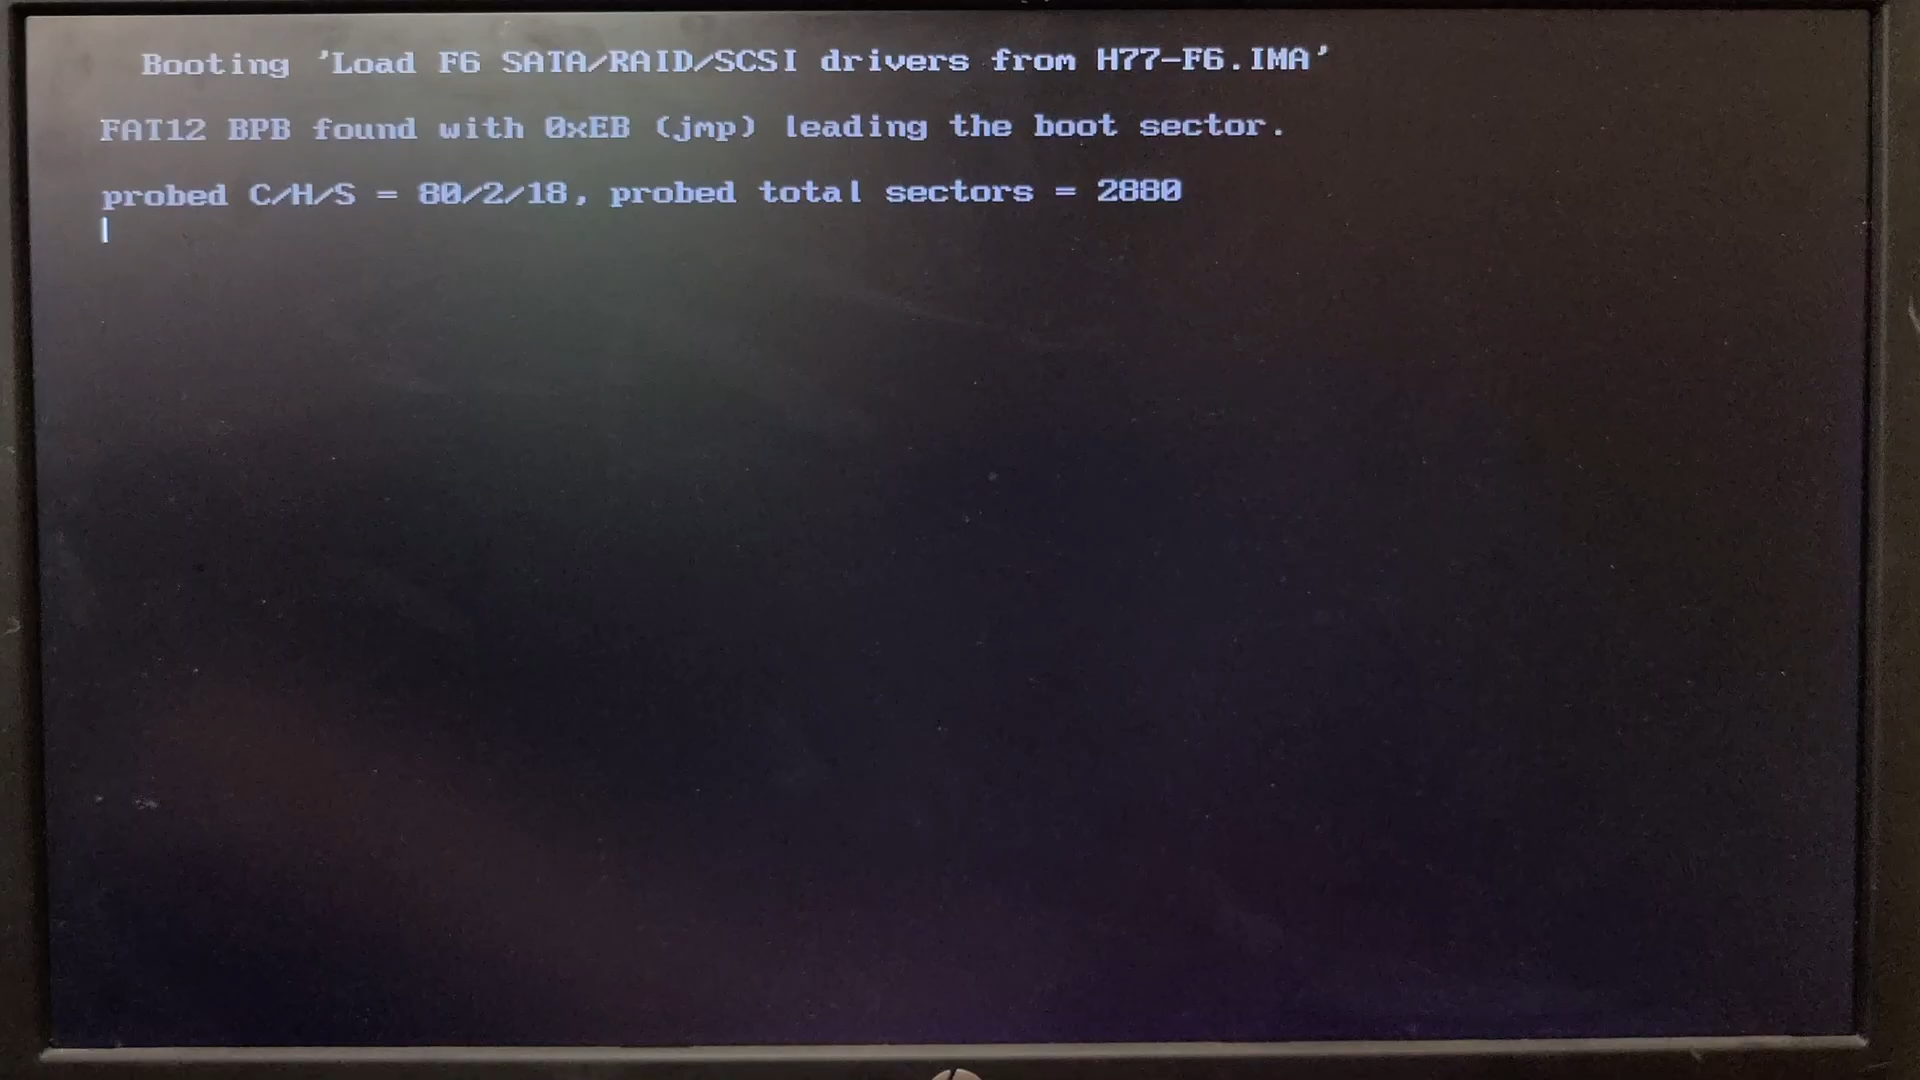 Booting 'Load F6 SATA/RAID/SCSI drivers from H77-F6.IMA'
FAT12 BPB found with 0xEB (jmp) leading the boot sector.
probed C/H/S = 80/2/18, probed total sectors = 2880